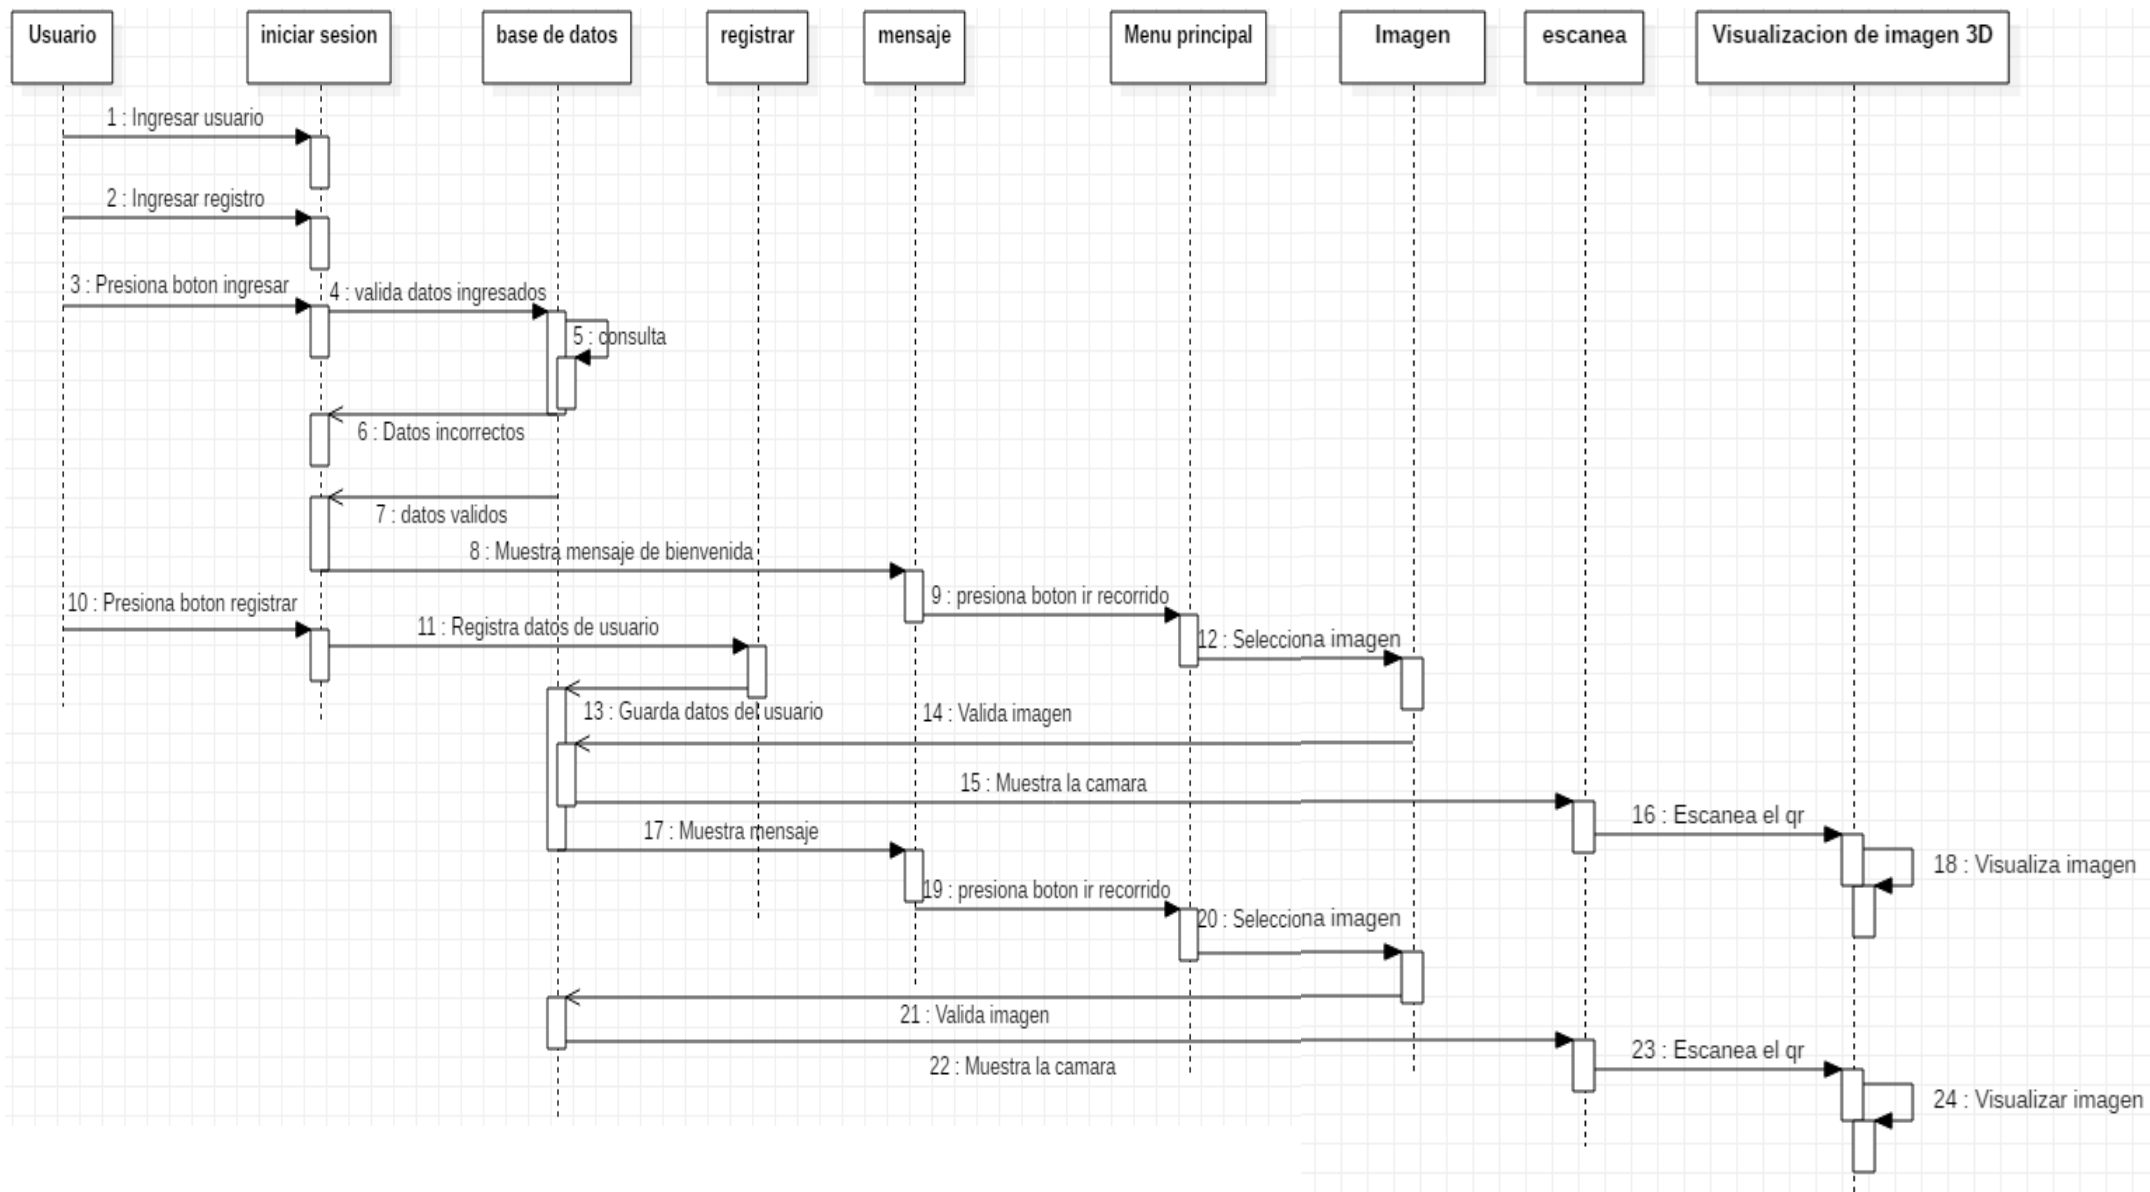 Usuario
iniciar sesion
base de datos
registrar
mensaje
Menu principal
Imagen
escanea
Visualizacion de imagen 3D
1 : Ingresar usuario
2 : Ingresar registro
3 : Presiona boton ingresar
4 : valida datos ingresados
5 : consulta
6 : Datos incorrectos
7 : datos validos
8 : Muestra mensaje de bienvenida
9 : presiona boton ir recorrido
10 : Presiona boton registrar
11 : Registra datos de usuario
12 : Selecciona imagen
13 : Guarda datos del usuario
14 : Valida imagen
15 : Muestra la camara
16 : Escanea el qr
17 : Muestra mensaje
18 : Visualiza imagen
19 : presiona boton ir recorrido
20 : Selecciona imagen
21 : Valida imagen
22 : Muestra la camara
23 : Escanea el qr
24 : Visualizar imagen